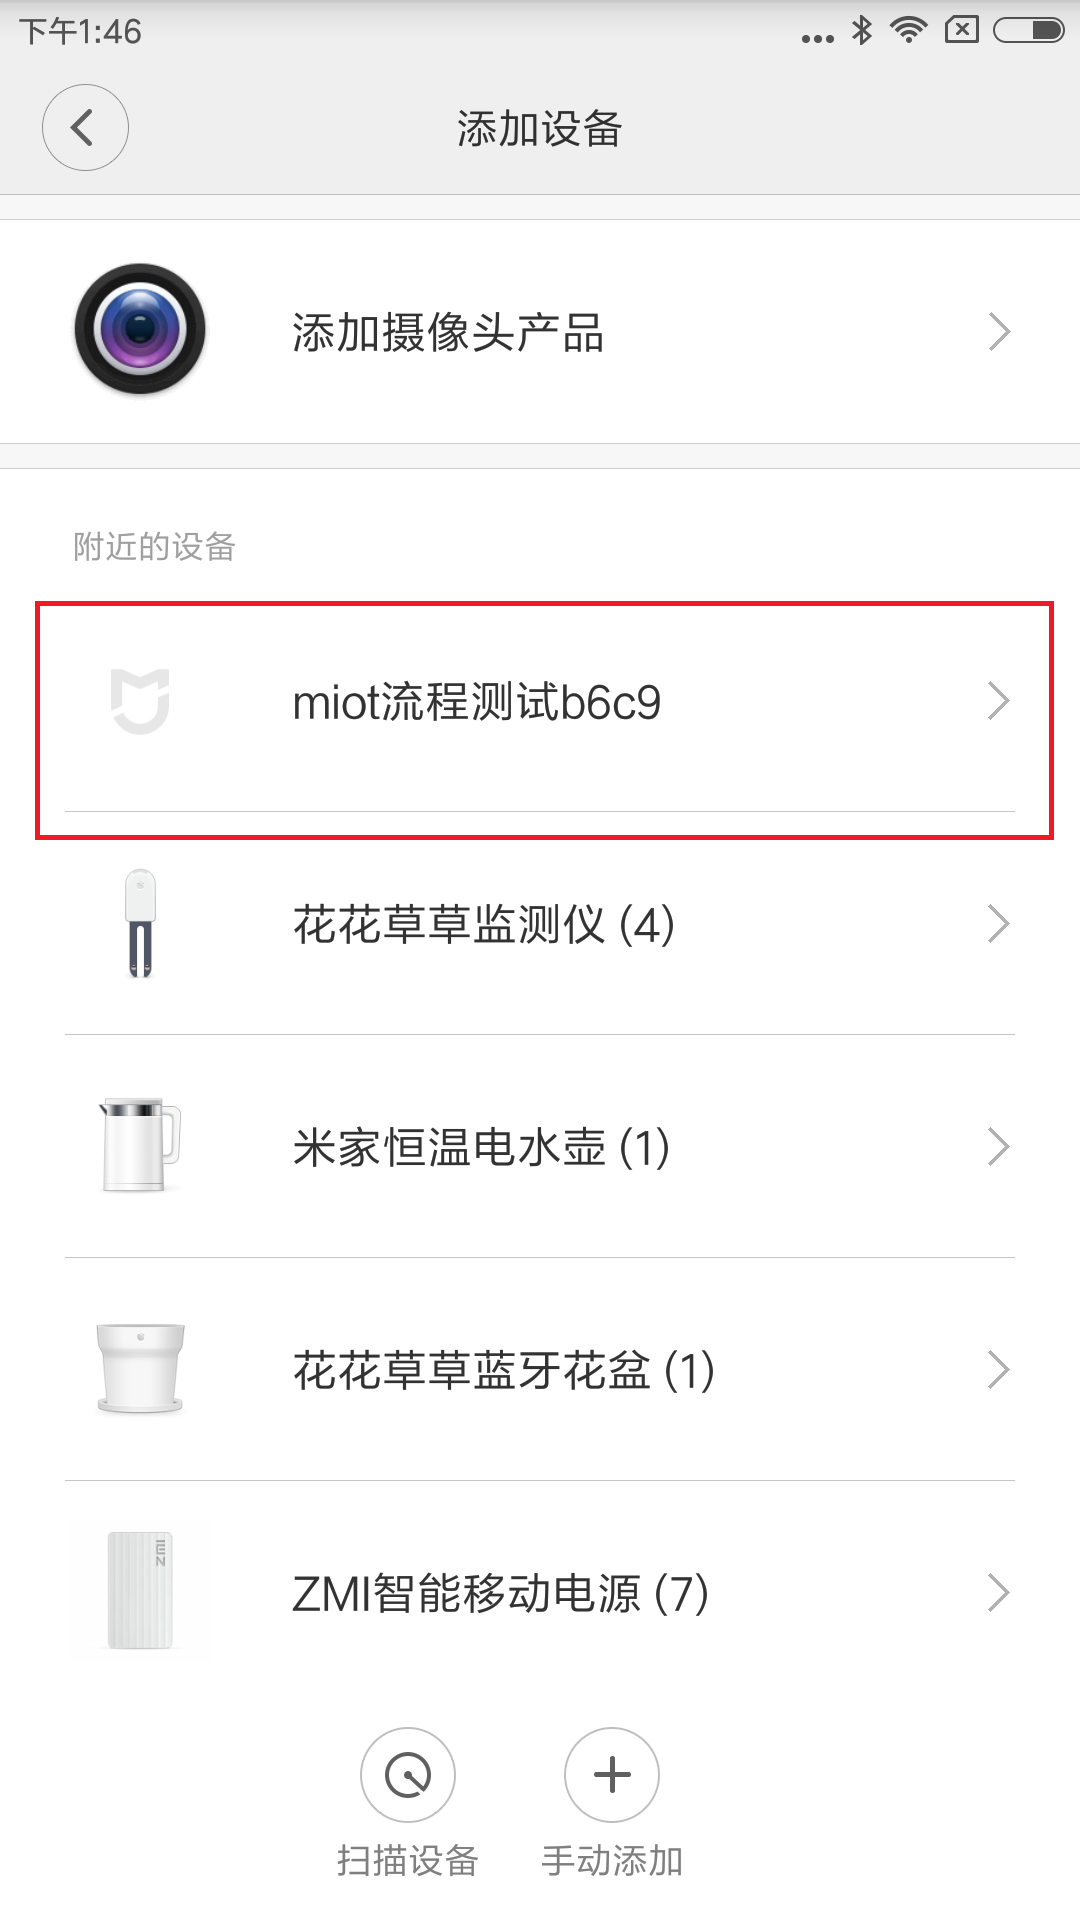 下午1:46
添加设备
添加摄像头产品
附近的设备
miot流程测试b6c9
花花草草监测仪 (4)
米家恒温电水壶 (1)
花花草草蓝牙花盆 (1)
ZMI
ZMI智能移动电源 (7)
扫描设备
手动添加